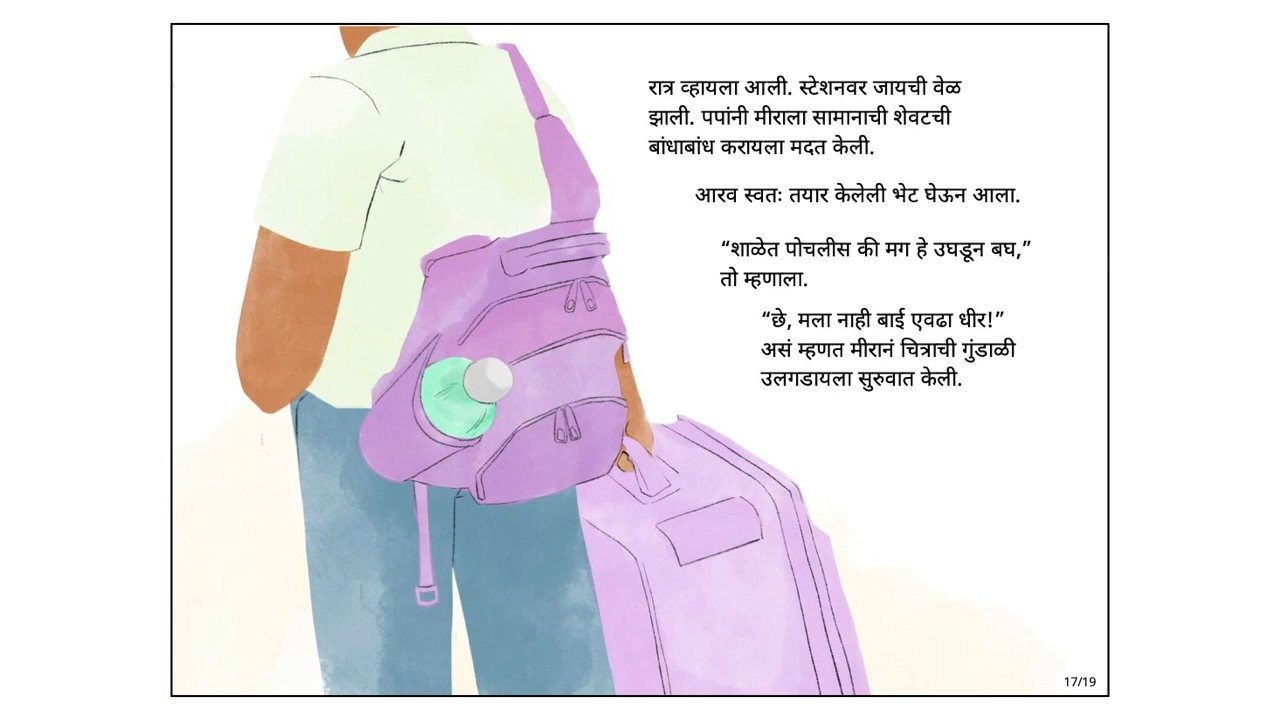 रात्र व्हायला आली. स्टेशनवर जायची वेळ
झाली. पपांनी मीराला सामानाची शेवटची
बांधाबांध करायला मदत केली.
आरव स्वतः तयार केलेली भेट घेऊन आला.
“शाळेत पोचलीस की मग हे उघडून बघ,”
तो म्हणाला.
“छे, मला नाही बाई एवढा धीर!”
असं म्हणत मीरानं चित्राची गुंडाळी
उलगडायला सुरुवात केली.
17/19